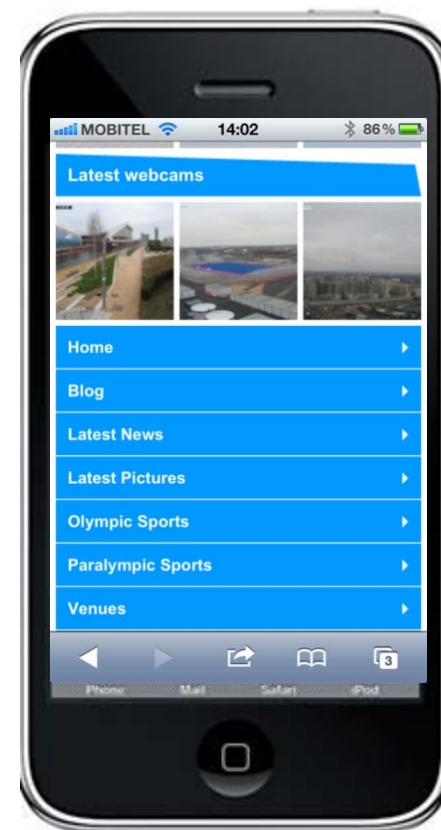 MOBITEL 14:02 86%
Latest webcams
Home
Blog
Latest News
Latest Pictures
Olympic Sports
Paralympic Sports
Venues
3
Phone Mail Safari iPod